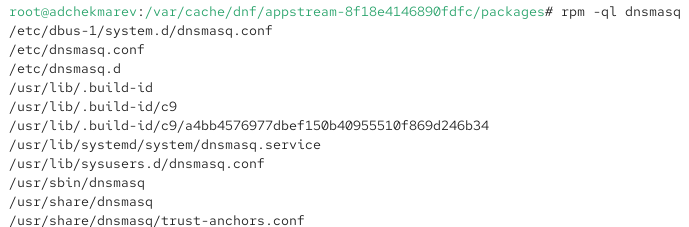 root@adchekmarev:/var/cache/dnf/appstream-8f18e4146890fdfc/packages# rpm -ql dnsmasq
/etc/dbus-1/system.d/dnsmasq.conf
/etc/dnsmasq.conf
/etc/dnsmasq.d
/usr/lib/.build-id
/usr/lib/.build-id/c9
/usr/lib/.build-id/c9/a4bb4576977dbef150b40955510f869d246b34
/usr/lib/systemd/system/dnsmasq.service
/usr/lib/sysusers.d/dnsmasq.conf
/usr/sbin/dnsmasq
/usr/share/dnsmasq
/usr/share/dnsmasq/trust-anchors.conf